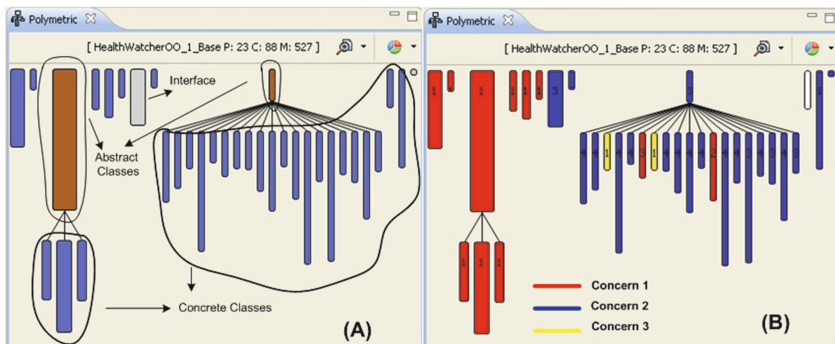 Polymetric
[ HealthWatcherOO_1_Base P: 23 C: 88 M: 527 ]
Interface
Abstract
Classes
Concrete Classes
(A)
Polymetric
[ HealthWatcherOO_1_Base P: 23 C: 88 M: 527 ]
Concern 1
Concern 2
Concern 3
(B)